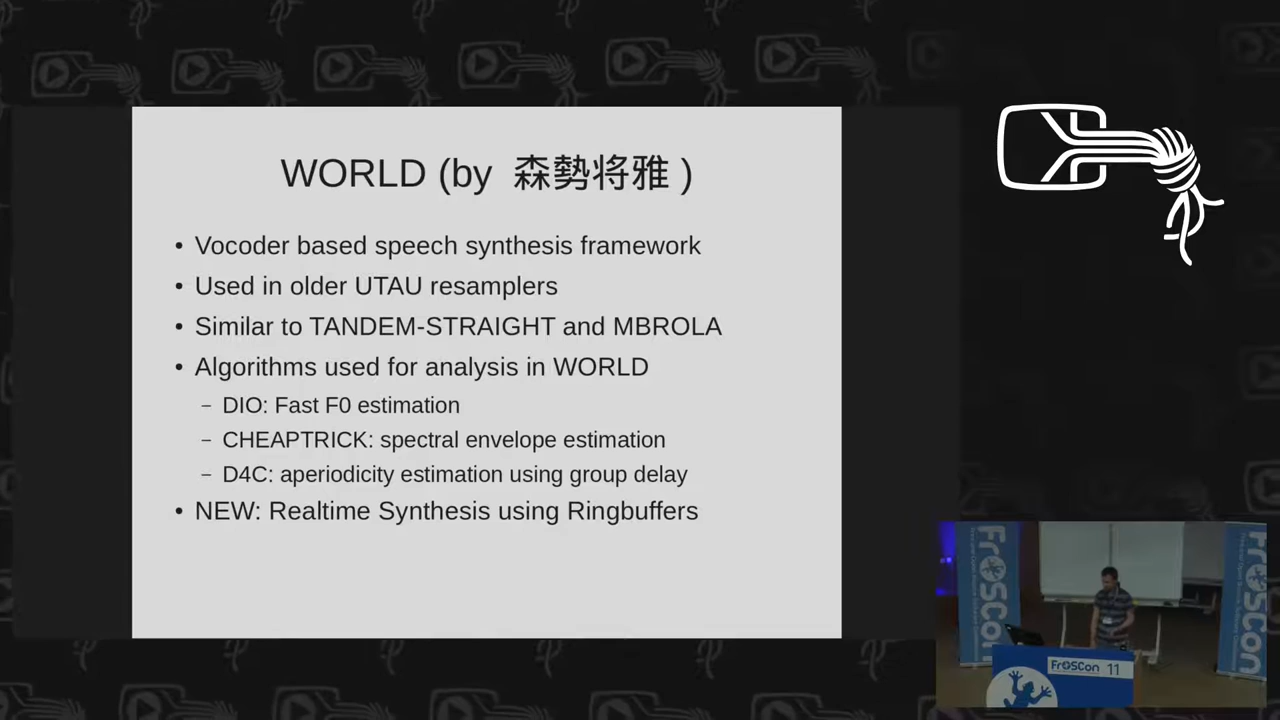 WORLD (by 森勢将雅 )
• Vocoder based speech synthesis framework
• Used in older UTAU resamplers
• Similar to TANDEM-STRAIGHT and MBROLA
• Algorithms used for analysis in WORLD
– DIO: Fast F0 estimation
– CHEAPTRICK: spectral envelope estimation
– D4C: aperiodicity estimation using group delay
• NEW: Realtime Synthesis using Ringbuffers
FrOSCon
FrOSCon
FrOSCon 11